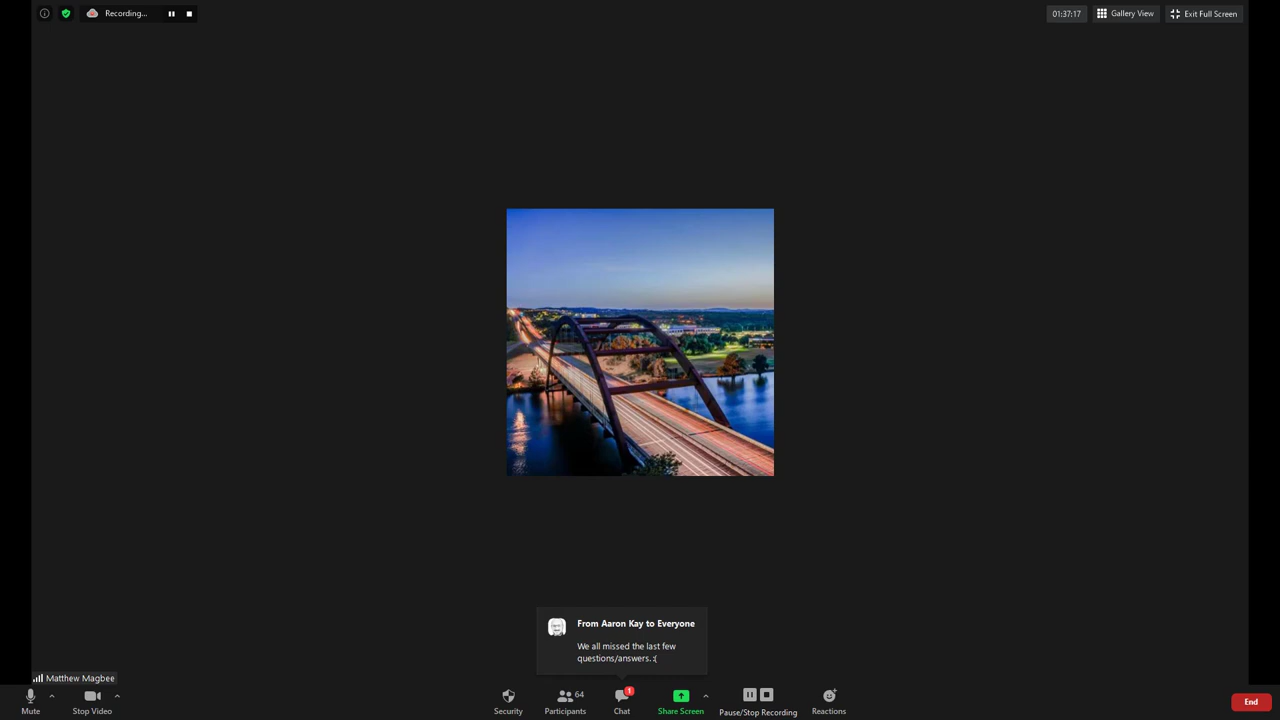 Recording...
01:37:17
Gallery View
Exit Full Screen
From Aaron Kay to Everyone
We all missed the last few
questions/answers. :(
Matthew Magbee
64
1
Mute
Stop Video
Security
Participants
Chat
Share Screen
Pause/Stop Recording
Reactions
End